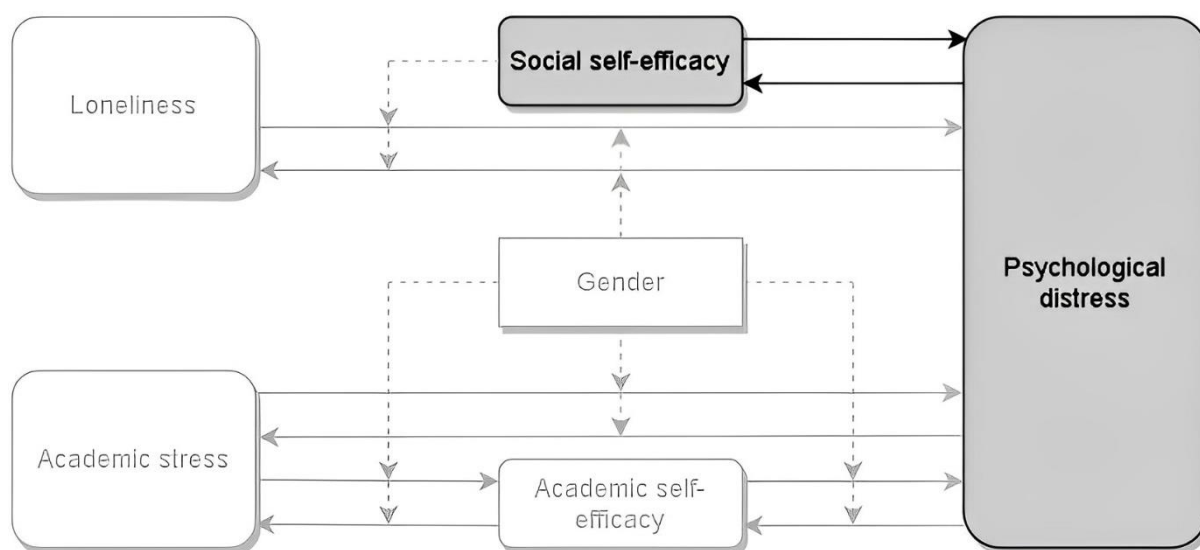 Social self-efficacy
Loneliness
Gender
Psychological
distress
Academic stress
Academic self-
efficacy